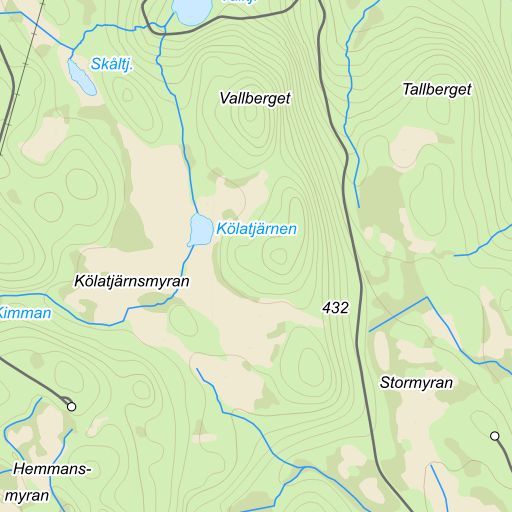 Skåltj.
Vallberget
Tallberget
Kölatjärnen
Kölatjärnsmyran
432
Kimman
Stormyran
Hemmans-
myran